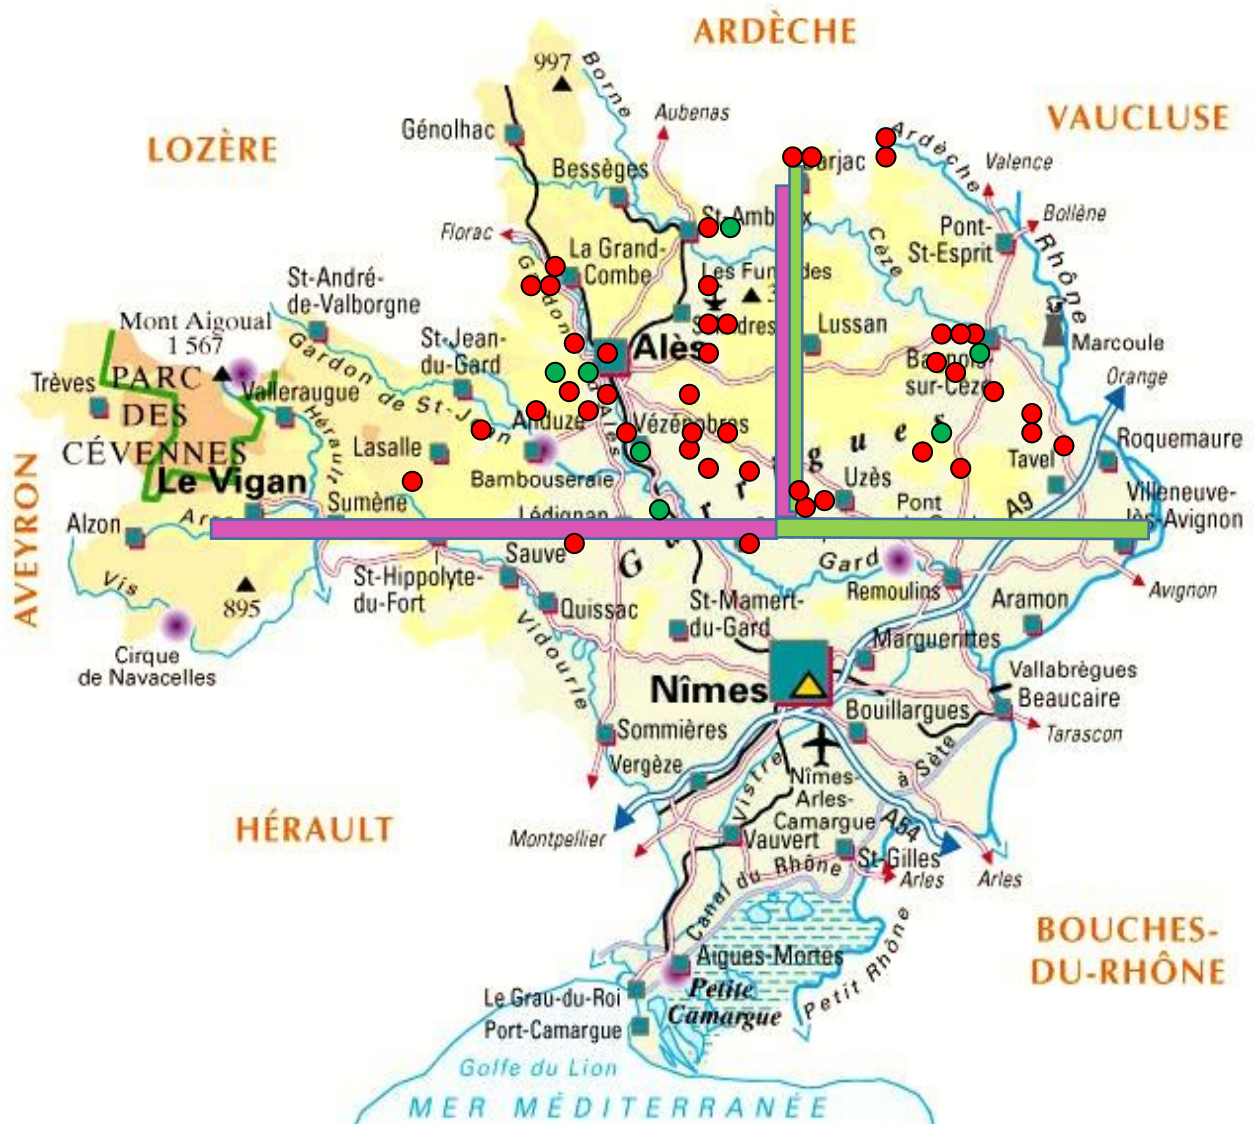 ARDÈCHE
997
Borne
Aubenas
VAUCLUSE
Génolhac
LOZÈRE
Ardèche
Valence
Bessèges
Bollène
Florac
Pont-
St-Esprit
Cèze
Rhône
La Grand-
Combe
Gardon
St-André-
de-Valborgne
Mont Aigoual
1 567
Lussan
Marcoule
St-Jean-
du-Gard
Alès
Gardon de St-Jean
Orange
Trèves
PARC
DES
CÉVENNES
Valleraugue
Hérault
sur-Cèze
Anduze
Roquemaure
Lasalle
Tavel
Le Vigan
Bambouseraie
Uzès
Sumène
Pont
A9
Villeneuve-
lès-Avignon
Alzon
AVEYRON
Lédignan
Sauve
Gard
Vis
895
St-Hippolyte-
du-Fort
Remoulins
Avignon
Quissac
St-Mamert-
du-Gard
Aramon
Vidourle
Marguerittes
Cirque
de Navacelles
Nîmes
Vallabrègues
Beaucaire
Bouillargues
Tarascon
Sommières
Vergèze
à Sète
Vistre
Nîmes-
Arles-
Camargue
HÉRAULT
Montpellier
A54
Vauvert
St-Gilles
Arles
Arles
Canal du Rhône
BOUCHES-
DU-RHÔNE
Petit Rhône
Aigues-Mortes
Petite
Camargue
Le Grau-du-Roi
Port-Camargue
Golfe du Lion
MER MÉDITERRANÉE